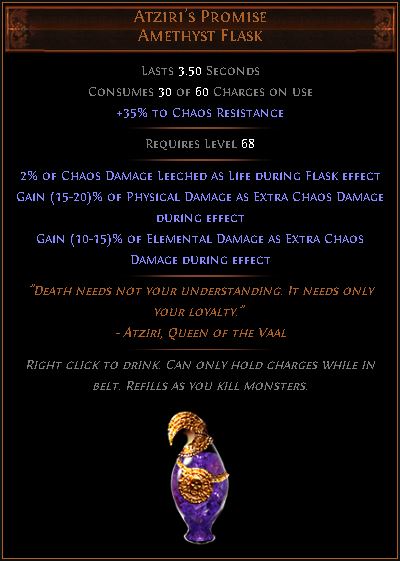 Atziri's Promise
Amethyst Flask
Lasts 3.50 Seconds
Consumes 30 of 60 Charges on use
+35% to Chaos Resistance
Requires Level 68
2% of Chaos Damage Leeched as Life during Flask effect
Gain (15-20)% of Physical Damage as Extra Chaos Damage
during effect
Gain (10-15)% of Elemental Damage as Extra Chaos
Damage during effect
"Death needs not your understanding. It needs only
your loyalty."
- Atziri, Queen of the Vaal
Right click to drink. Can only hold charges while in
belt. Refills as you kill monsters.